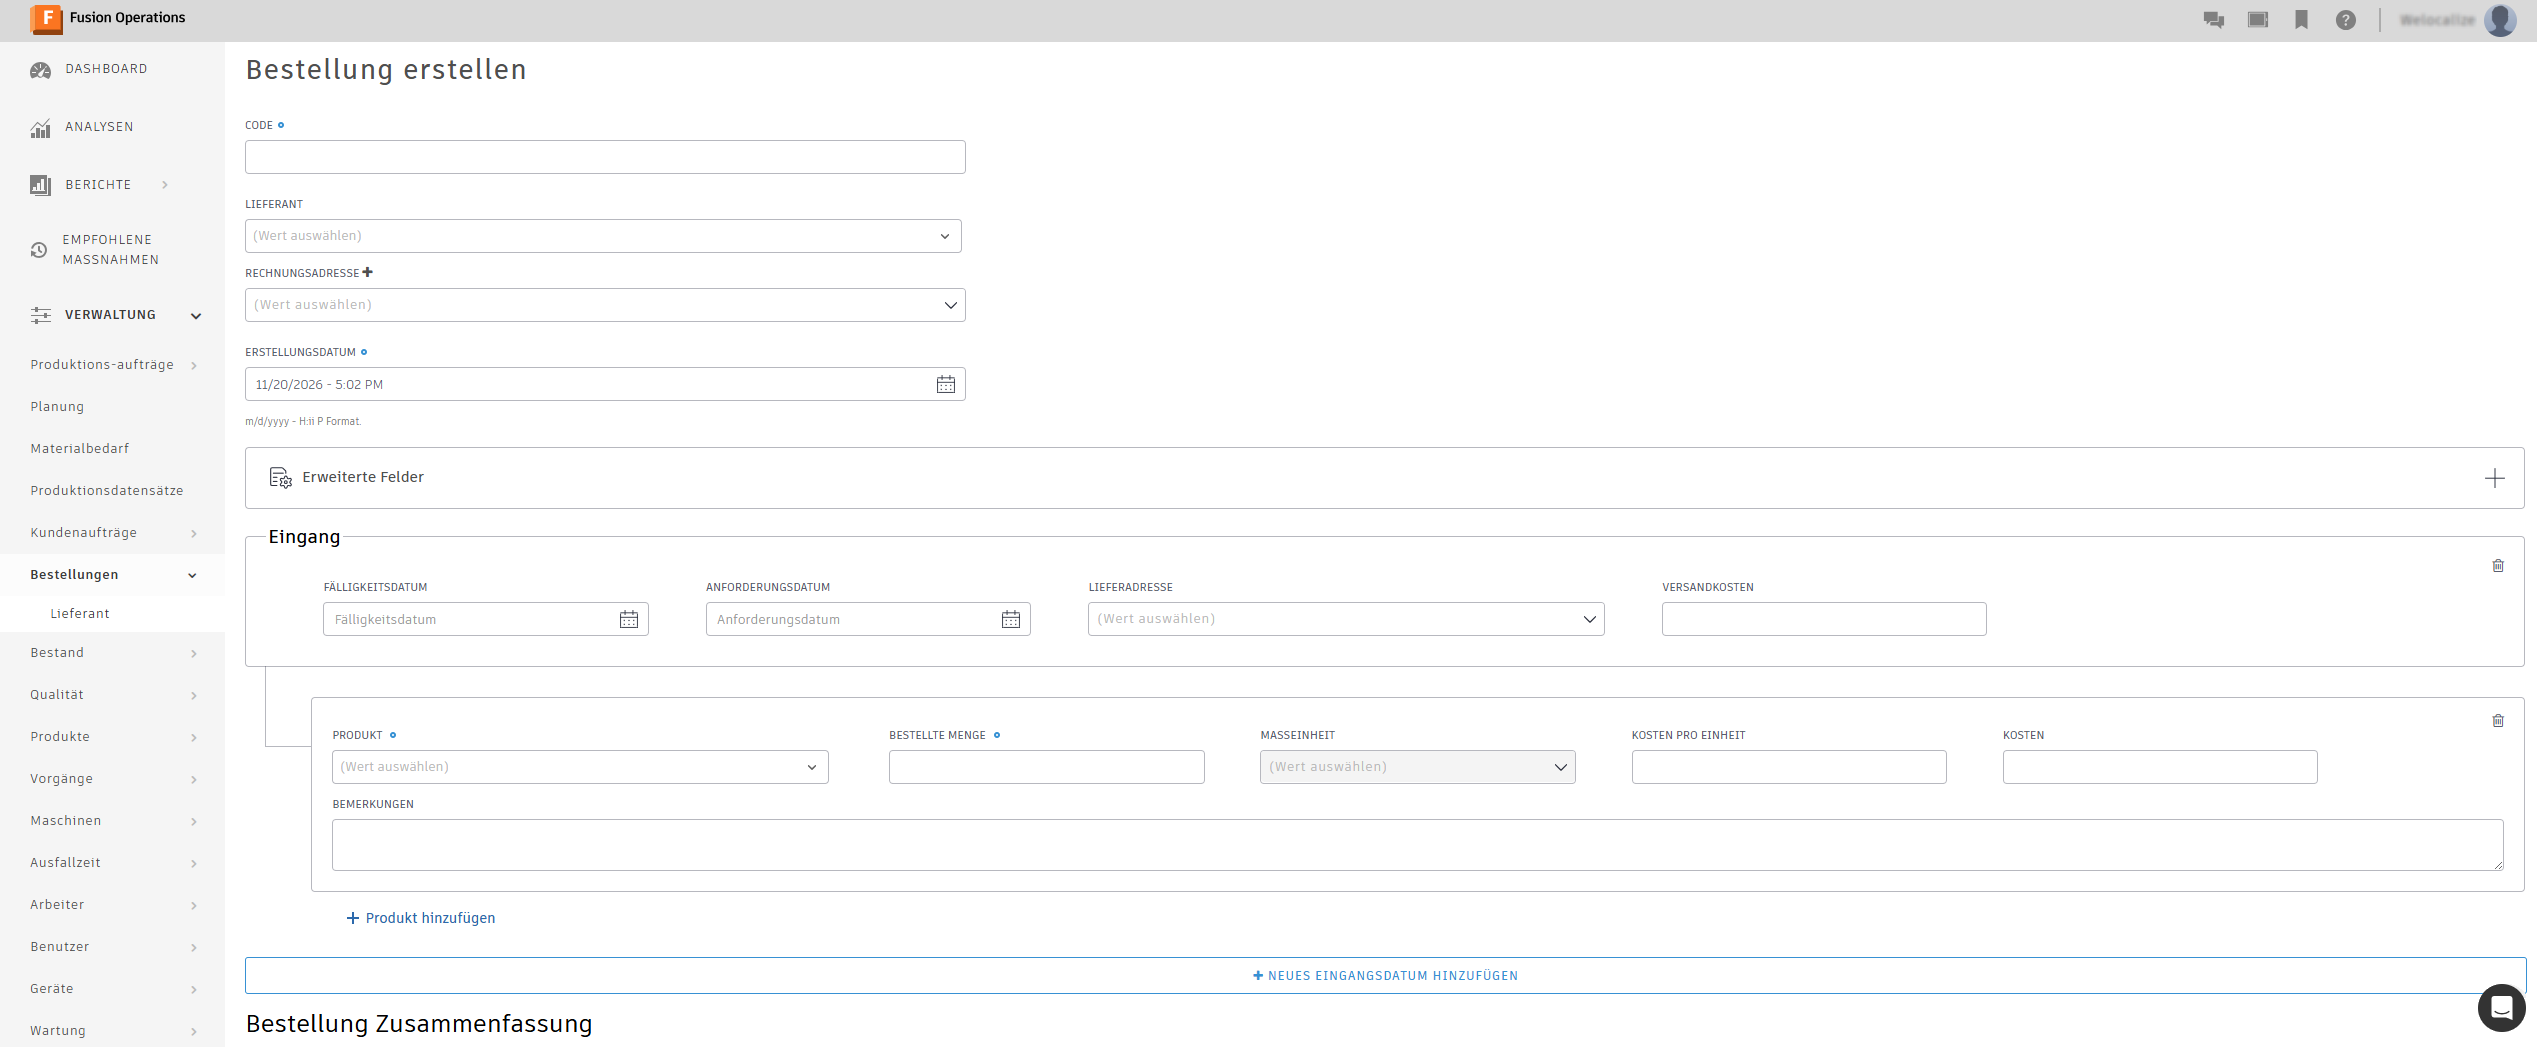 Fusion Operations
DASHBOARD
ANALYSEN
BERICHTE
EMPFOHLENE
MASSNAHMEN
VERWALTUNG
Produktions-aufträge
Planung
Materialbedarf
Produktionsdatensätze
Kundenaufträge
Bestellungen
Lieferant
Bestand
Qualität
Produkte
Vorgänge
Maschinen
Ausfallzeit
Arbeiter
Benutzer
Geräte
Wartung
Bestellung erstellen
CODE
LIEFERANT
(Wert auswählen)
RECHNUNGSADRESSE
(Wert auswählen)
ERSTELLUNGSDATUM
11/20/2026 - 5:02 PM
m/d/yyyy - H:ii P Format.
Erweiterte Felder
Eingang
FÄLLIGKEITSDATUM ANFORDERUNGSDATUM LIEFERADRESSE VERSANDKOSTEN
Fälligkeitsdatum Anforderungsdatum (Wert auswählen)
PRODUKT BESTELLTE MENGE MASSEINHEIT KOSTEN PRO EINHEIT KOSTEN
(Wert auswählen) (Wert auswählen)
BEMERKUNGEN
+ Produkt hinzufügen
+ NEUES EINGANGSDATUM HINZUFÜGEN
Bestellung Zusammenfassung